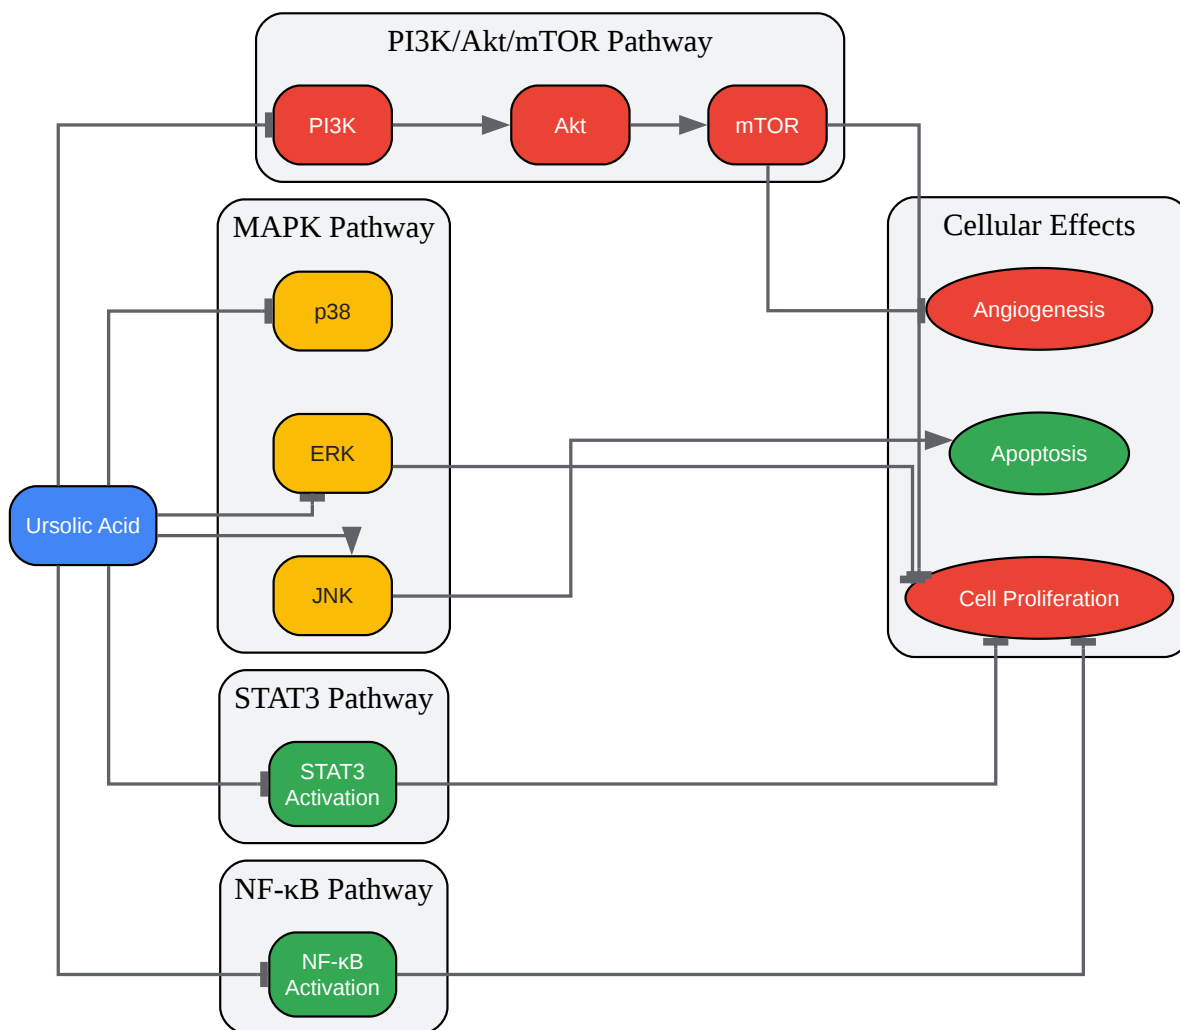 PI3K/Akt/mTOR Pathway
PI3K
Akt
mTOR
MAPK Pathway
p38
ERK
JNK
Cellular Effects
Angiogenesis
Apoptosis
Cell Proliferation
Ursolic Acid
STAT3 Pathway
STAT3
Activation
NF-κB Pathway
NF-κB
Activation